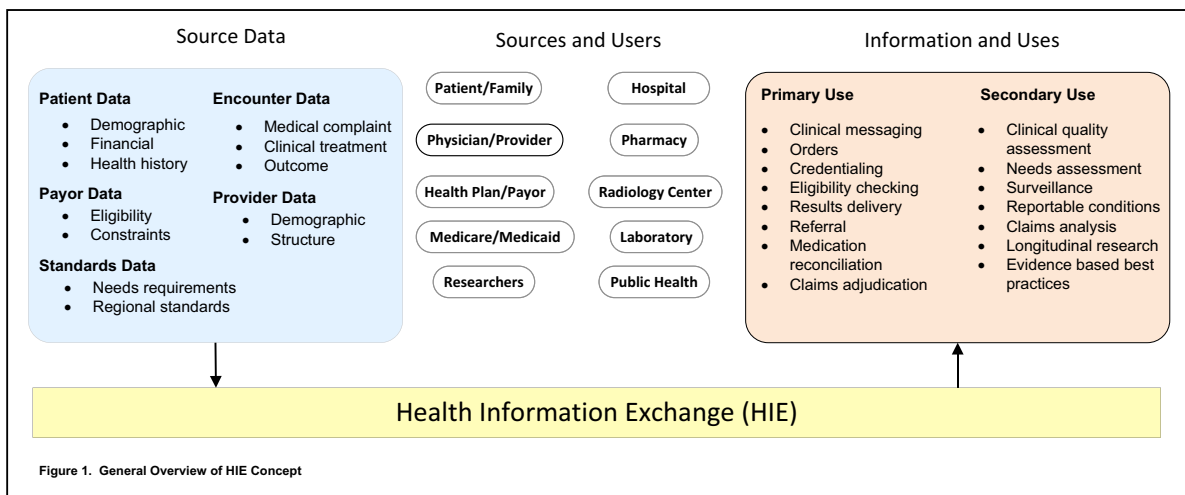 Source Data
Sources and Users
Information and Uses
Patient Data
• Demographic
• Financial
• Health history
Encounter Data
• Medical complaint
• Clinical treatment
• Outcome
Payor Data
• Eligibility
• Constraints
Provider Data
• Demographic
• Structure
Standards Data
• Needs requirements
• Regional standards
Patient/Family
Hospital
Physician/Provider
Pharmacy
Health Plan/Payor
Radiology Center
Medicare/Medicaid
Laboratory
Researchers
Public Health
Primary Use
• Clinical messaging
• Orders
• Credentialing
• Eligibility checking
• Results delivery
• Referral
• Medication
reconciliation
• Claims adjudication
Secondary Use
• Clinical quality
assessment
• Needs assessment
• Surveillance
• Reportable conditions
• Claims analysis
• Longitudinal research
• Evidence based best
practices
Health Information Exchange (HIE)
Figure 1. General Overview of HIE Concept